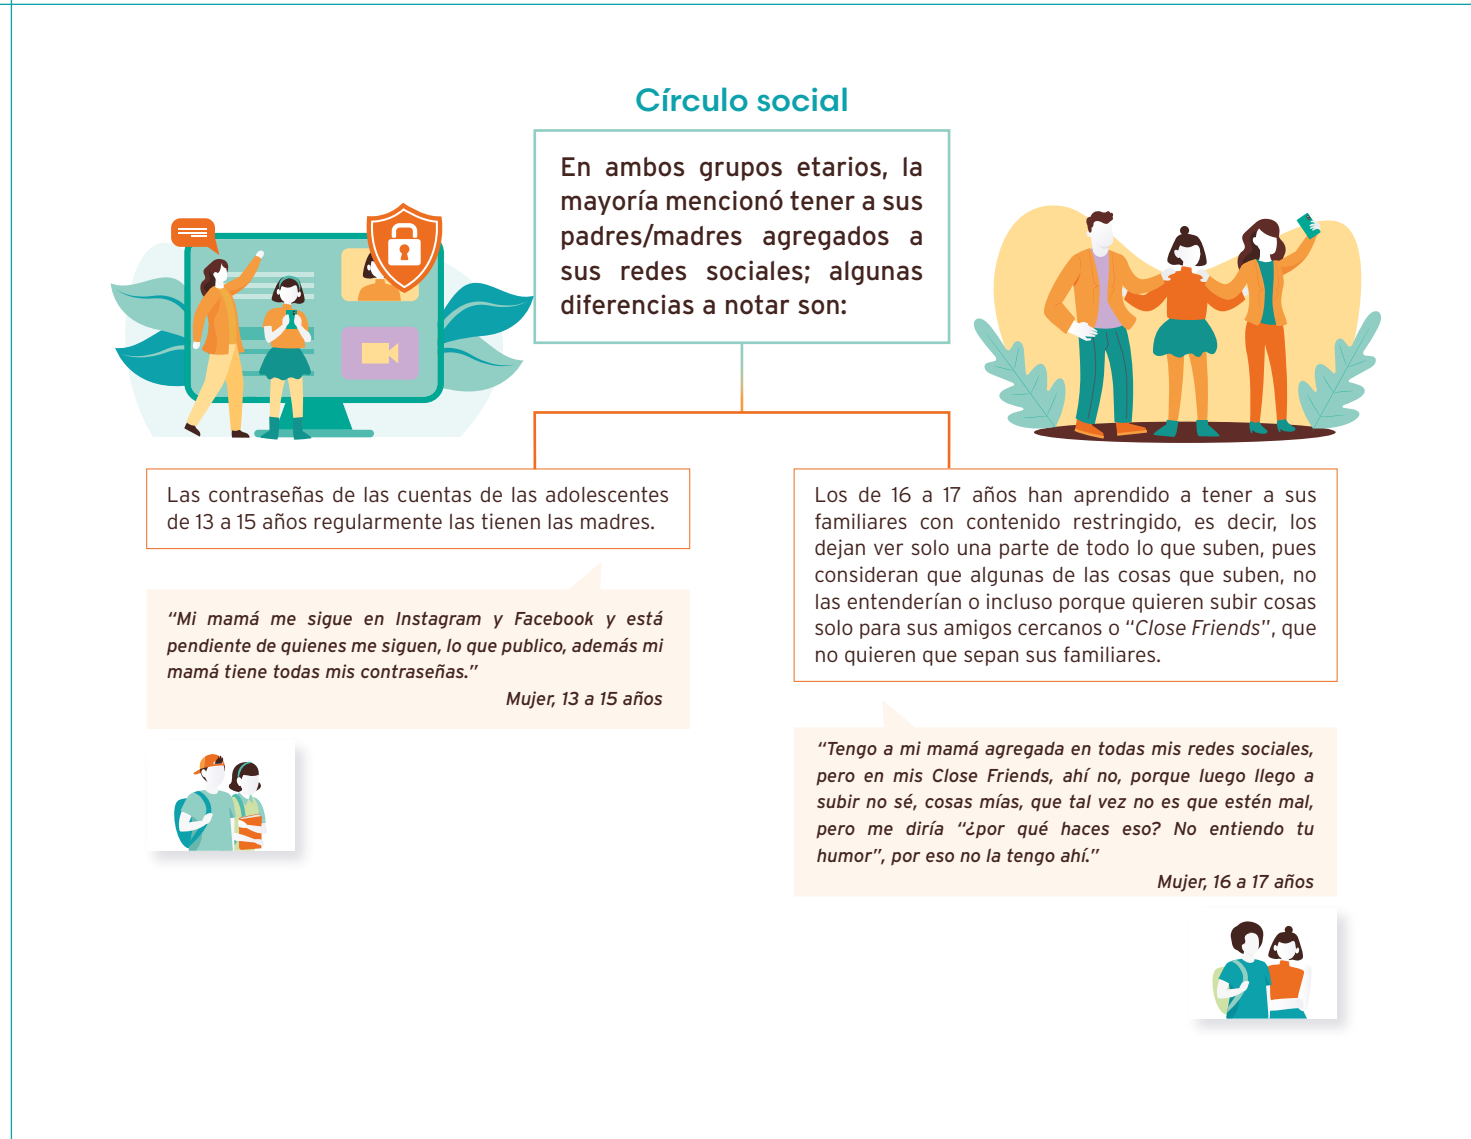 Círculo social
En ambos grupos etarios, la
mayoría mencionó tener a sus
padres/madres agregados a
sus redes sociales; algunas
diferencias a notar son:
Las contraseñas de las cuentas de las adolescentes
de 13 a 15 años regularmente las tienen las madres.
“Mi mamá me sigue en Instagram y Facebook y está
pendiente de quienes me siguen, lo que publico, además mi
mamá tiene todas mis contraseñas.”
Mujer, 13 a 15 años
Los de 16 a 17 años han aprendido a tener a sus
familiares con contenido restringido, es decir, los
dejan ver solo una parte de todo lo que suben, pues
consideran que algunas de las cosas que suben, no
las entenderían o incluso porque quieren subir cosas
solo para sus amigos cercanos o “Close Friends”, que
no quieren que sepan sus familiares.
“Tengo a mi mamá agregada en todas mis redes sociales,
pero en mis Close Friends, ahí no, porque luego llego a
subir no sé, cosas mías, que tal vez no es que estén mal,
pero me diría “¿por qué haces eso? No entiendo tu
humor”, por eso no la tengo ahí.”
Mujer, 16 a 17 años